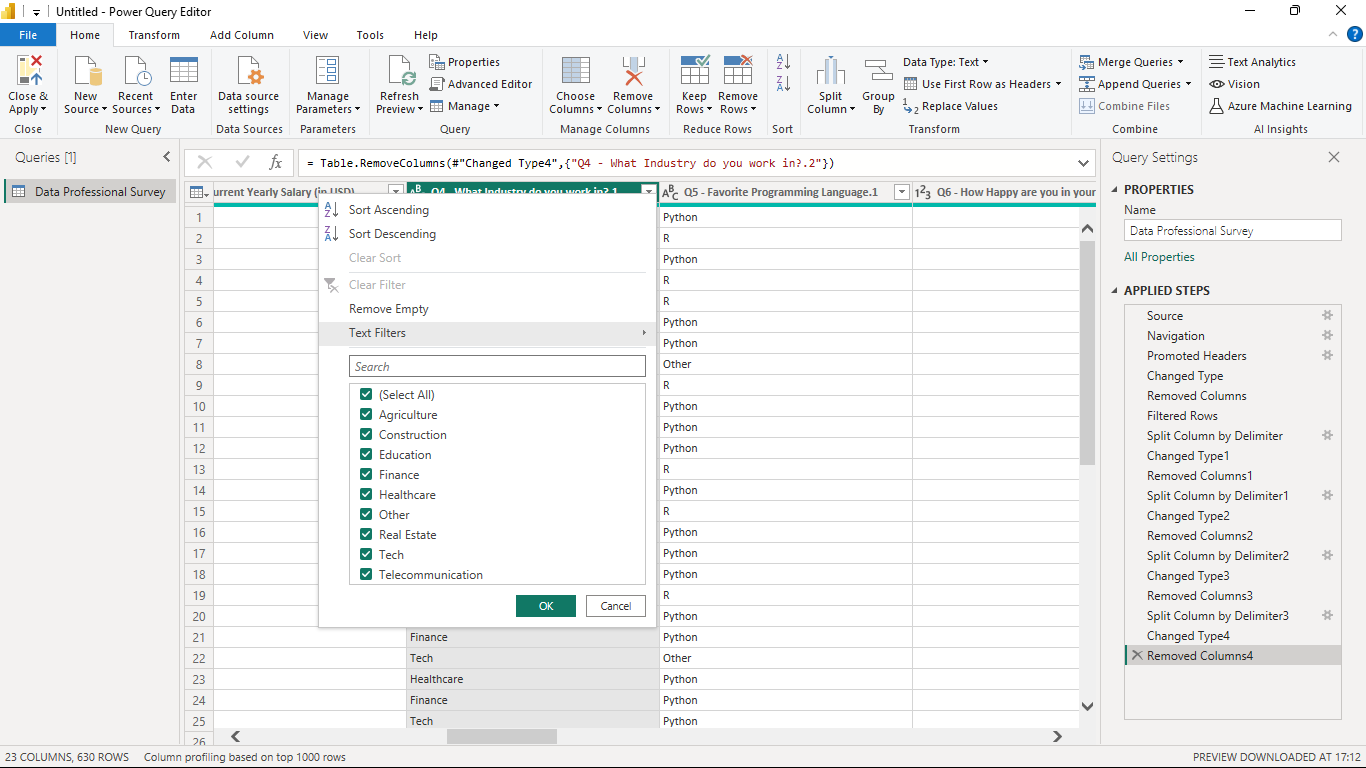 Untitled - Power Query Editor
File Home Transform Add Column View Tools Help
Close & Apply
Close
New Source
Recent Sources
Enter Data
New Query
Data source settings
Data Sources
Manage Parameters
Parameters
Refresh Preview
Properties
Advanced Editor
Manage
Query
Choose Columns
Remove Columns
Manage Columns
Keep Rows
Remove Rows
Reduce Rows
Sort
Split Column
Group By
Data Type: Text
Use First Row as Headers
Replace Values
Transform
Merge Queries
Append Queries
Combine Files
Combine
Text Analytics
Vision
Azure Machine Learning
AI Insights
Queries [1]
Data Professional Survey
fx
= Table.RemoveColumns(#"Changed Type4",{"Q4 - What Industry do you work in?.2"})
urrent Yearly Salary (in USD) Q4 - What Industry do you work in?.1 Q5 - Favorite Programming Language.1 Q6 - How Happy are you in your
Sort Ascending
Sort Descending
Clear Sort
Clear Filter
Remove Empty
Text Filters
Search
(Select All)
Agriculture
Construction
Education
Finance
Healthcare
Other
Real Estate
Tech
Telecommunication
OK Cancel
1 Python
2 R
3 Python
4 R
5 R
6 Python
7 Python
8 Other
9 R
10 Python
11 Python
12 Python
13 R
14 Python
15 R
16 Python
17 Python
18 Python
19 R
20 Python
21 Finance Python
22 Tech Other
23 Healthcare Python
24 Finance Python
25 Tech Python
26
Query Settings
PROPERTIES
Name
Data Professional Survey
All Properties
APPLIED STEPS
Source
Navigation
Promoted Headers
Changed Type
Removed Columns
Filtered Rows
Split Column by Delimiter
Changed Type1
Removed Columns1
Split Column by Delimiter1
Changed Type2
Removed Columns2
Split Column by Delimiter2
Changed Type3
Removed Columns3
Split Column by Delimiter3
Changed Type4
Removed Columns4
23 COLUMNS, 630 ROWS Column profiling based on top 1000 rows PREVIEW DOWNLOADED AT 17:12